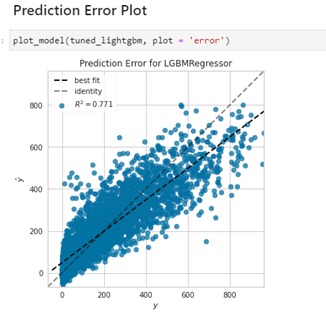 Prediction Error Plot
: plot_model(tuned_lightgbm, plot = 'error')
Prediction Error for LGBMRegressor
best fit
identity
R² = 0.771
800
600
400
200
0
ŷ
0 200 400 600 800
y